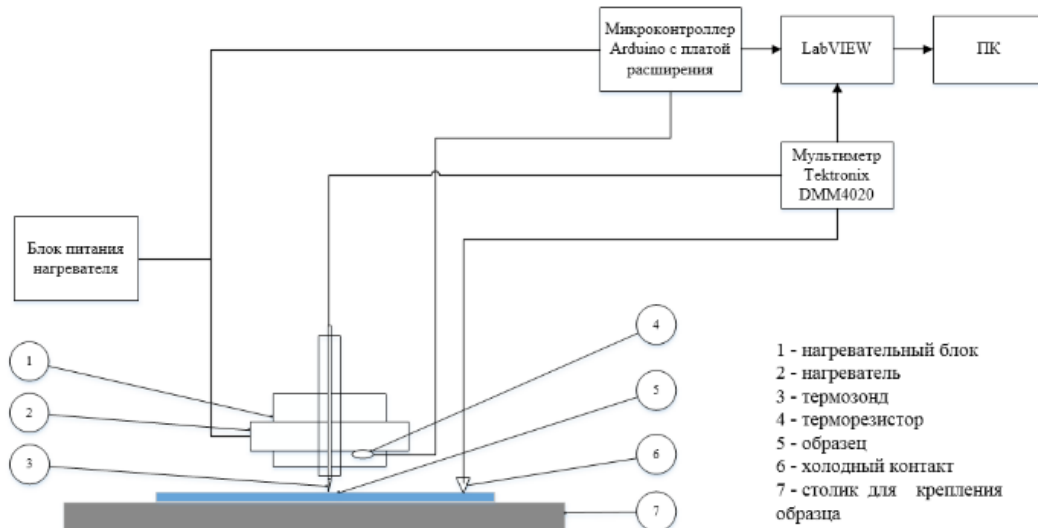 Микроконтроллер
Arduino с платой
расширения
LabVIEW
ПК
Мультиметр
Tektronix
DMM4020
Блок питания
нагревателя
1
2
3
4
5
6
7
1 - нагревательный блок
2 - нагреватель
3 - термозонд
4 - терморезистор
5 - образец
6 - холодный контакт
7 - столик для крепления
образца